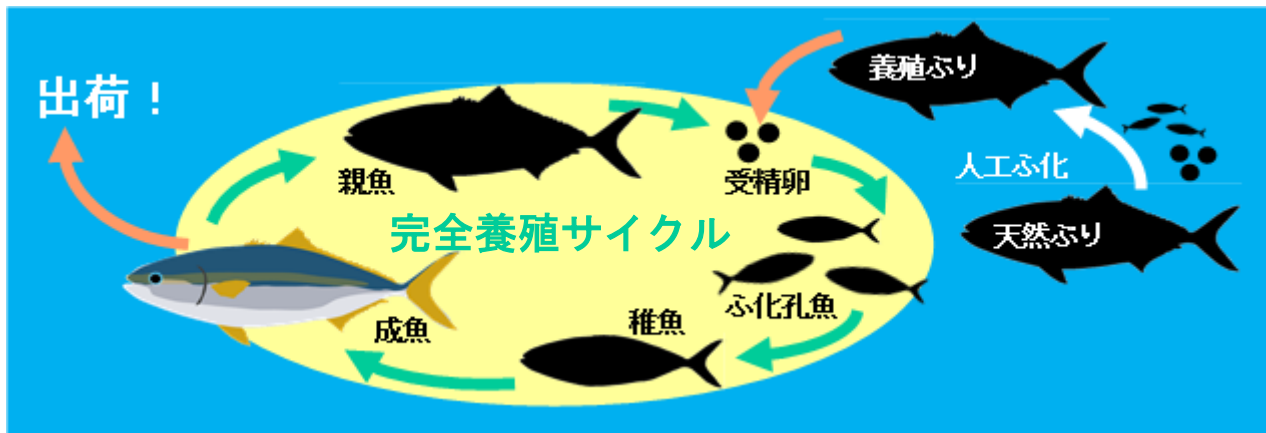 出荷！
養殖ぶり
人工ふ化
天然ぶり
親魚
受精卵
完全養殖サイクル
ふ化孔魚
稚魚
成魚